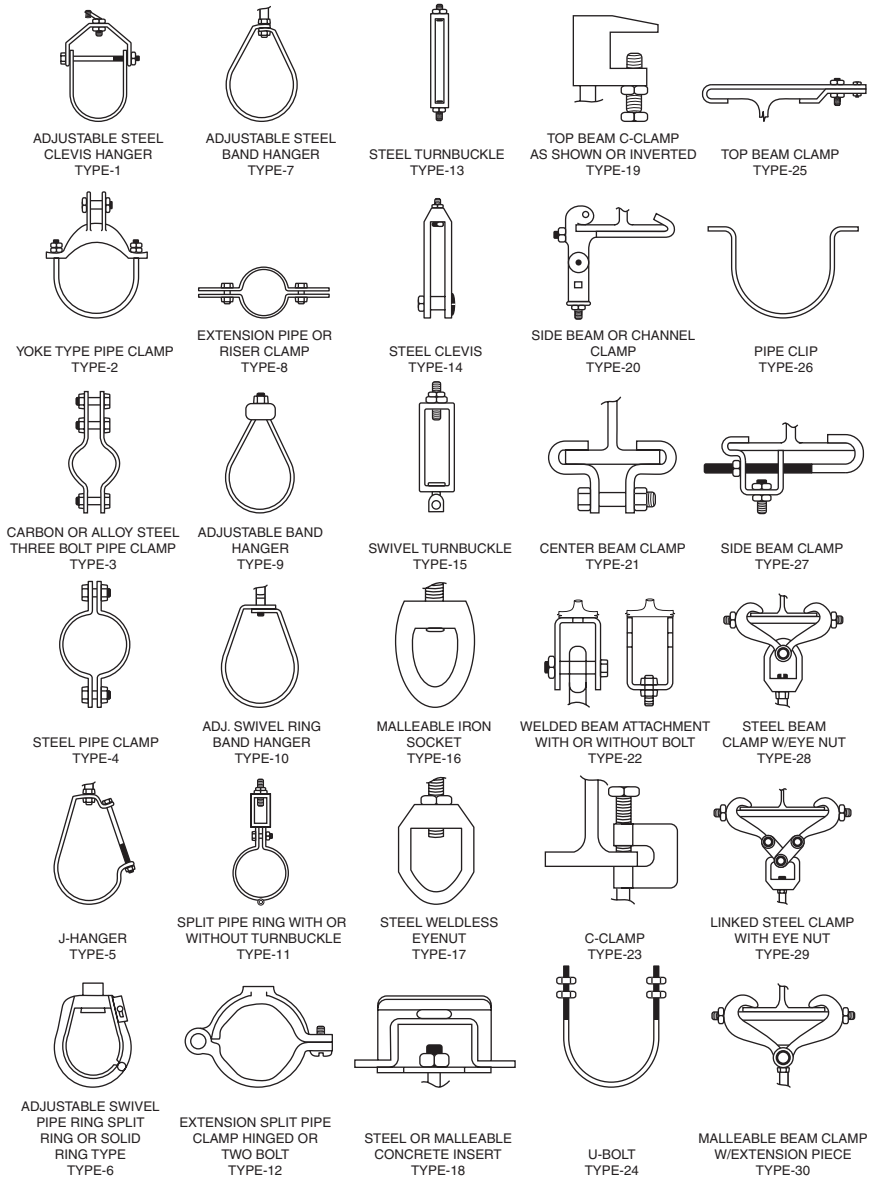 ADJUSTABLE STEEL
CLEVIS HANGER
TYPE-1
ADJUSTABLE STEEL
BAND HANGER
TYPE-7
STEEL TURNBUCKLE
TYPE-13
TOP BEAM C-CLAMP
AS SHOWN OR INVERTED
TYPE-19
TOP BEAM CLAMP
TYPE-25
YOKE TYPE PIPE CLAMP
TYPE-2
EXTENSION PIPE OR
RISER CLAMP
TYPE-8
STEEL CLEVIS
TYPE-14
SIDE BEAM OR CHANNEL
CLAMP
TYPE-20
PIPE CLIP
TYPE-26
CARBON OR ALLOY STEEL
THREE BOLT PIPE CLAMP
TYPE-3
ADJUSTABLE BAND
HANGER
TYPE-9
SWIVEL TURNBUCKLE
TYPE-15
CENTER BEAM CLAMP
TYPE-21
SIDE BEAM CLAMP
TYPE-27
STEEL PIPE CLAMP
TYPE-4
ADJ. SWIVEL RING
BAND HANGER
TYPE-10
MALLEABLE IRON
SOCKET
TYPE-16
WELDED BEAM ATTACHMENT
WITH OR WITHOUT BOLT
TYPE-22
STEEL BEAM
CLAMP W/EYE NUT
TYPE-28
J-HANGER
TYPE-5
SPLIT PIPE RING WITH OR
WITHOUT TURNBUCKLE
TYPE-11
STEEL WELDLESS
EYENUT
TYPE-17
C-CLAMP
TYPE-23
LINKED STEEL CLAMP
WITH EYE NUT
TYPE-29
ADJUSTABLE SWIVEL
PIPE RING SPLIT
RING OR SOLID
RING TYPE
TYPE-6
EXTENSION SPLIT PIPE
CLAMP HINGED OR
TWO BOLT
TYPE-12
STEEL OR MALLEABLE
CONCRETE INSERT
TYPE-18
U-BOLT
TYPE-24
MALLEABLE BEAM CLAMP
W/EXTENSION PIECE
TYPE-30